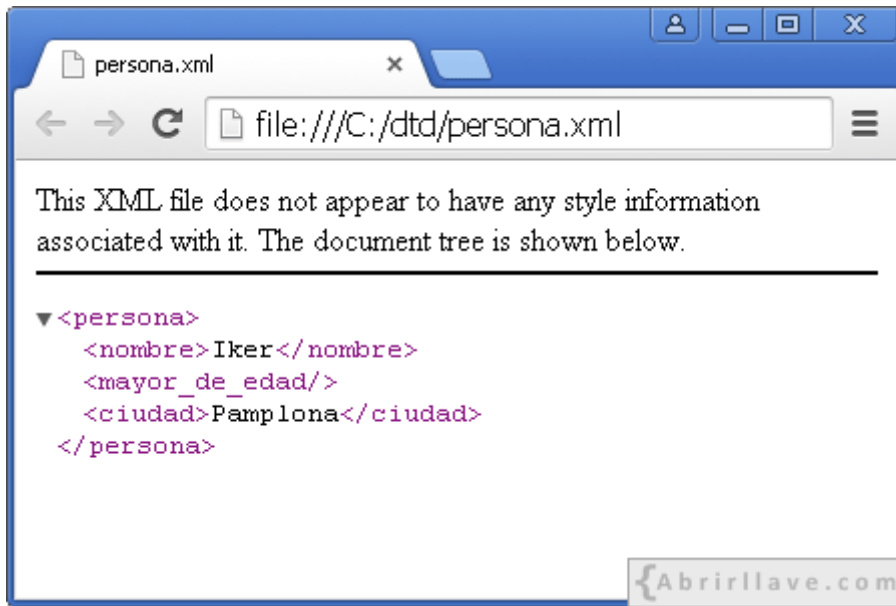 persona.xml
file:///C:/dtd/persona.xml
This XML file does not appear to have any style information
associated with it. The document tree is shown below.
<persona>
<nombre>Iker</nombre>
<mayor_de_edad/>
<ciudad>Pamplona</ciudad>
</persona>
{Abrirllave.com